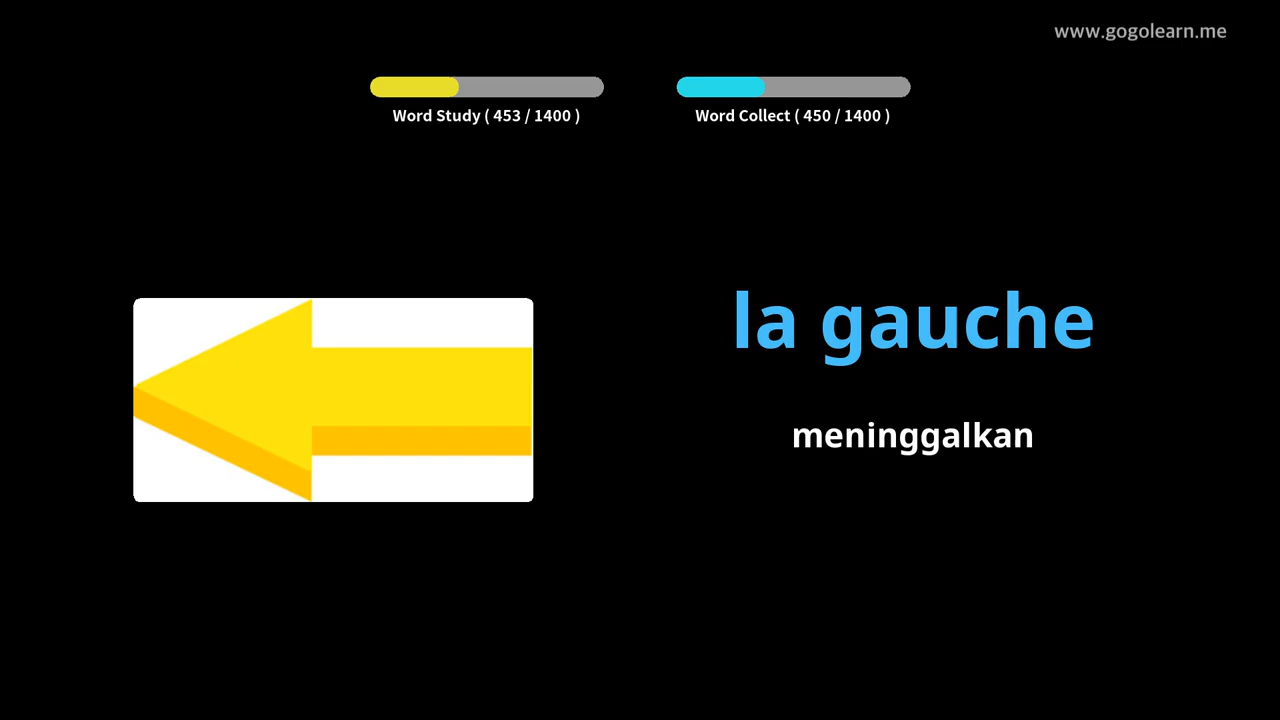 www.gogolearn.me
Word Study ( 453 / 1400 )
Word Collect ( 450 / 1400 )
la gauche
meninggalkan